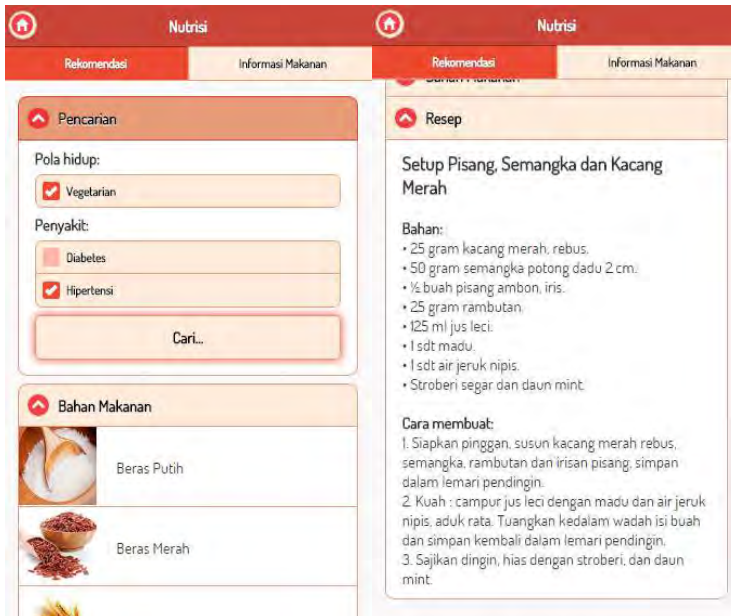 Nutrisi
Rekomendasi
Informasi Makanan
Pencarian
Pola hidup:
Vegetarian
Penyakit:
Diabetes
Hipertensi
Cari...
Bahan Makanan
Beras Putih
Beras Merah
Nutrisi
Rekomendasi
Informasi Makanan
Bahan Makanan
Resep
Setup Pisang, Semangka dan Kacang
Merah
Bahan:
• 25 gram kacang merah, rebus.
• 50 gram semangka potong dadu 2 cm.
• ½ buah pisang ambon, iris.
• 25 gram rambutan.
• 125 ml jus leci.
• 1 sdt madu.
• 1 sdt air jeruk nipis.
• Stroberi segar dan daun mint.
Cara membuat:
1. Siapkan pinggan, susun kacang merah rebus,
semangka, rambutan dan irisan pisang, simpan
dalam lemari pendingin.
2. Kuah : campur jus leci dengan madu dan air jeruk
nipis, aduk rata. Tuangkan kedalam wadah isi buah
dan simpan kembali dalam lemari pendingin.
3. Sajikan dingin, hias dengan stroberi, dan daun
mint.